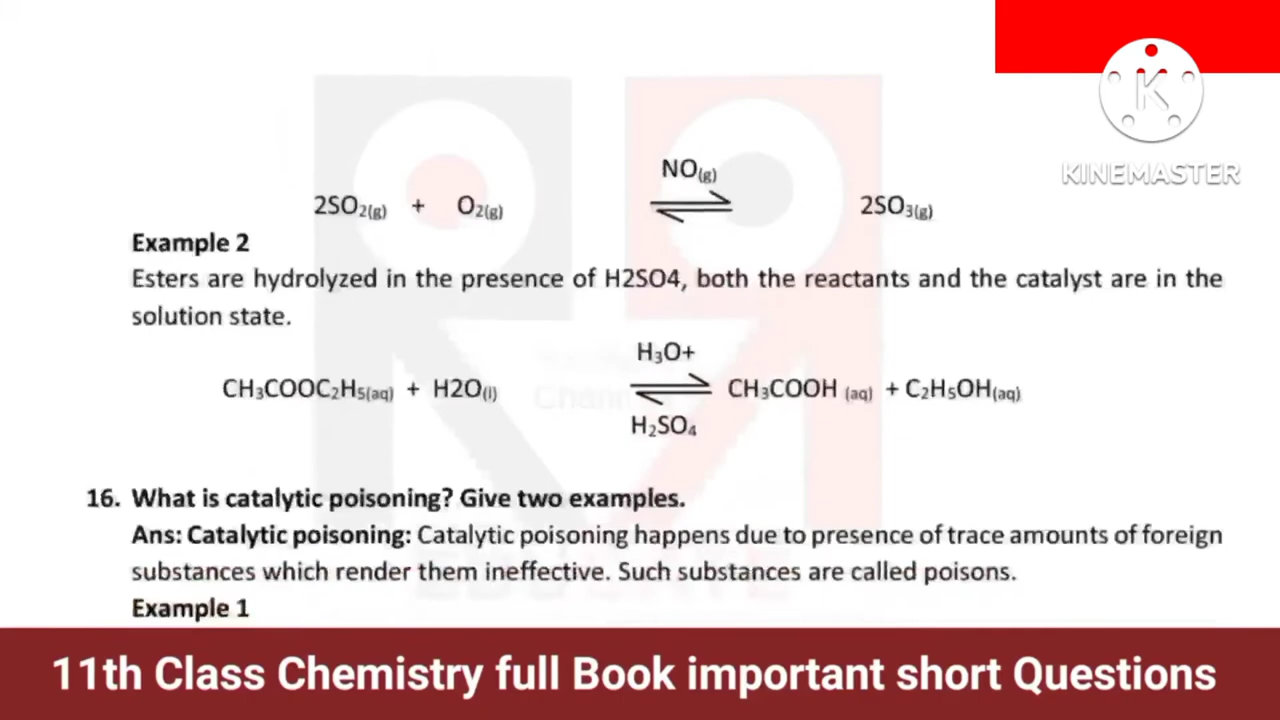 K
KINEMASTER
NO(g)
2SO2(g) + O2(g) ⇌ 2SO3(g)
Example 2
Esters are hydrolyzed in the presence of H2SO4, both the reactants and the catalyst are in the
solution state.
H3O+
CH3COOC2H5(aq) + H2O(l) ⇌ CH3COOH (aq) + C2H5OH(aq)
H2SO4
16. What is catalytic poisoning? Give two examples.
Ans: Catalytic poisoning: Catalytic poisoning happens due to presence of trace amounts of foreign
substances which render them ineffective. Such substances are called poisons.
Example 1
11th Class Chemistry full Book important short Questions